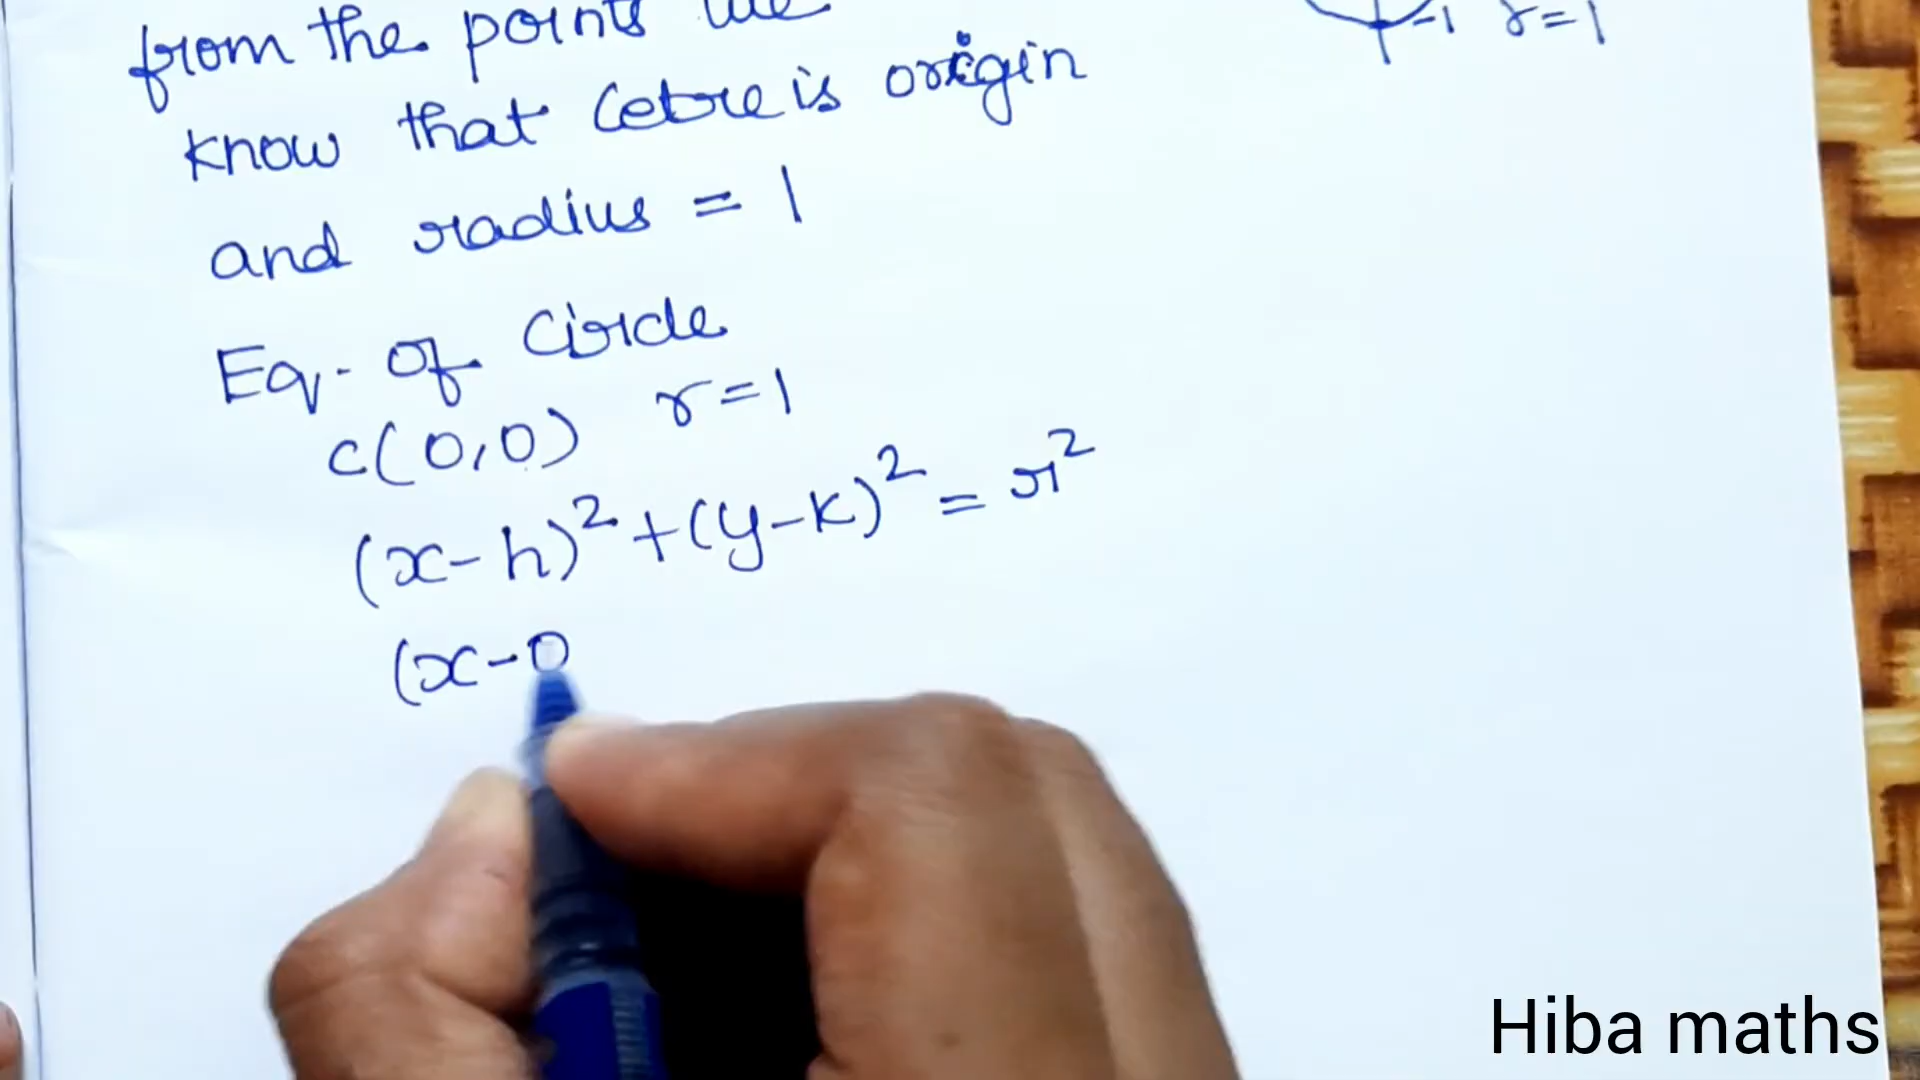 from the points we
-1 r=1
know that Cetre is origin
and radius = 1
Eq. of Circle
c(0,0) r=1
(x-h)² + (y-k)² = r²
(x-0
Hiba maths